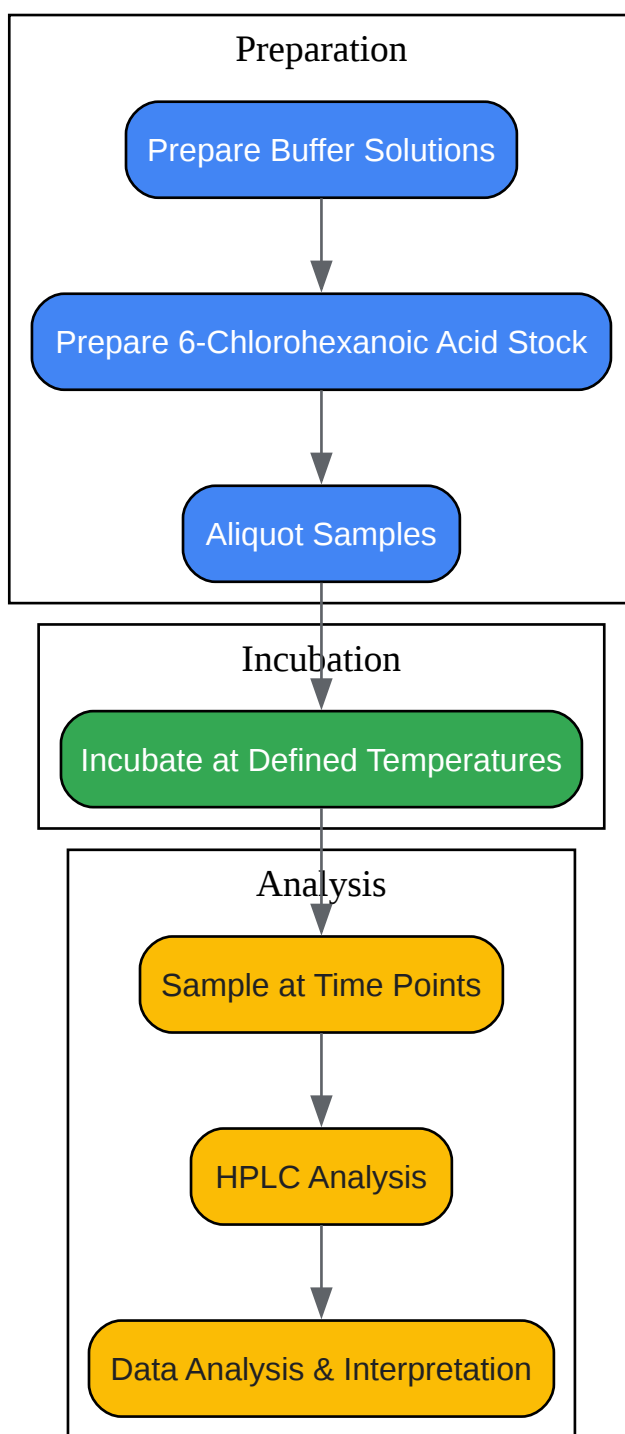 Preparation
Prepare Buffer Solutions
Prepare 6-Chlorohexanoic Acid Stock
Aliquot Samples
Incubation
Incubate at Defined Temperatures
Analysis
Sample at Time Points
HPLC Analysis
Data Analysis & Interpretation